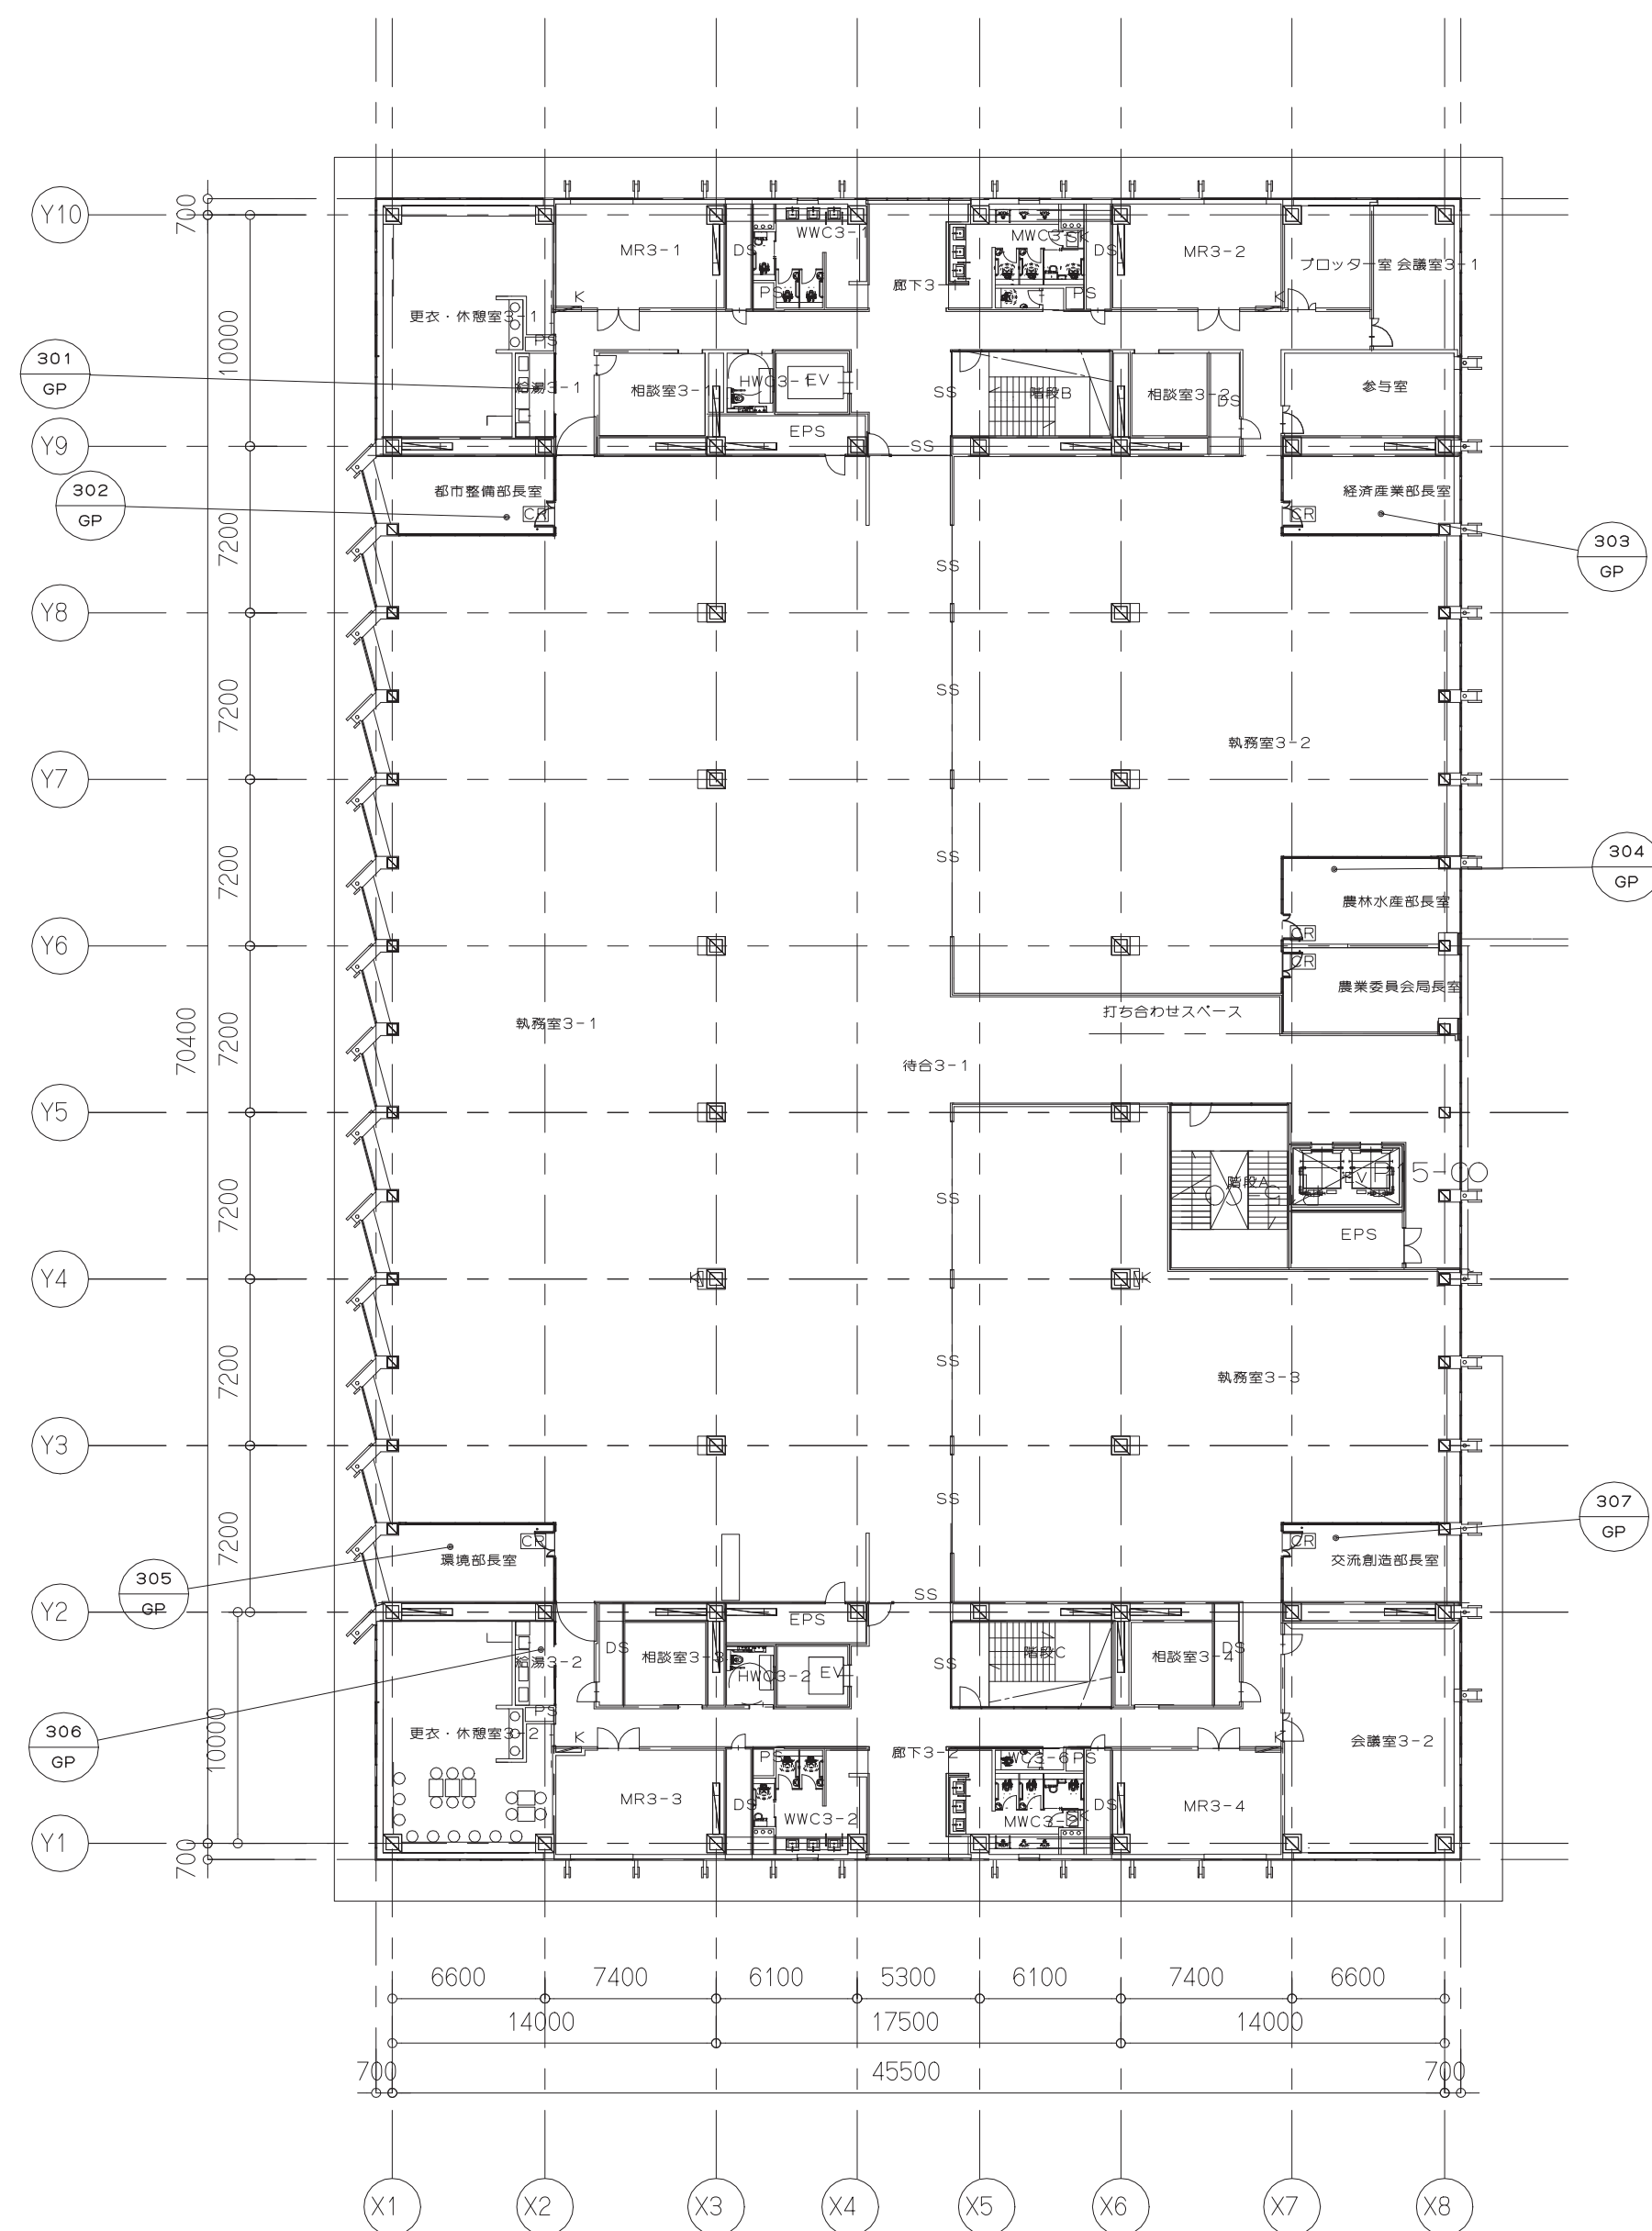 Y10
700
MR3-1
DS
WWC3-1
PS
廊下3-1
MWC3-1
SK
DS
PS
MR3-2
プロッター室
会議室3-1
K
K
10000
更衣・休憩室3-1
PS
301
GP
給湯3-1
相談室3-1
HWC3-1
EV
SS
階段B
相談室3-2
DS
参与室
EPS
Y9
SS
302
GP
都市整備部長室
CR
経済産業部長室
CR
303
GP
7200
SS
Y8
7200
SS
執務室3-2
Y7
7200
SS
304
GP
農林水産部長室
CR
Y6
CR
農業委員会局長室
打ち合わせスペース
執務室3-1
70400
7200
待合3-1
Y5
7200
SS
階段A
EV
EPS
Y4
K
K
7200
SS
執務室3-3
Y3
7200
SS
307
GP
CR
環境部長室
CR
交流創造部長室
305
GP
SS
Y2
EPS
DS
相談室3-3
給湯3-2
HWC3-2
EV
SS
階段C
相談室3-4
DS
306
GP
10000
PS
更衣・休憩室3-2
K
PS
廊下3-2
WC3-6
PS
K
会議室3-2
MR3-3
DS
WWC3-2
MWC3-2
DS
MR3-4
Y1
700
6600
7400
6100
5300
6100
7400
6600
14000
17500
14000
700
45500
700
X1
X2
X3
X4
X5
X6
X7
X8